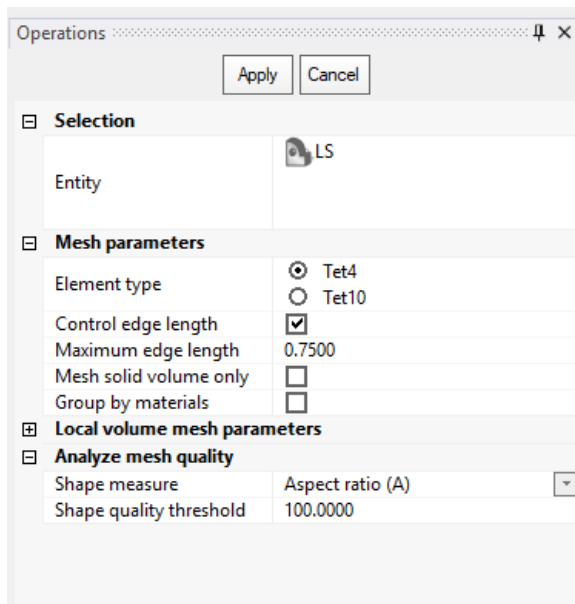 Operations
Apply Cancel
Selection
Entity LS
Mesh parameters
Element type Tet4
Tet10
Control edge length
Maximum edge length 0.7500
Mesh solid volume only
Group by materials
Local volume mesh parameters
Analyze mesh quality
Shape measure Aspect ratio (A)
Shape quality threshold 100.0000